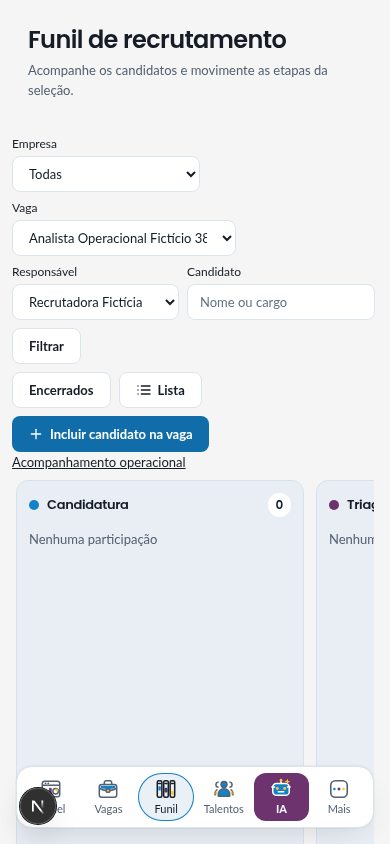 Funil de recrutamento
Acompanhe os candidatos e movimente as etapas da
seleção.
Empresa
Todas
Vaga
Analista Operacional Fictício 38
Responsável
Candidato
Recrutadora Fictícia
Nome ou cargo
Filtrar
Encerrados
Lista
+ Incluir candidato na vaga
Acompanhamento operacional
Candidatura
0
Nenhuma participação
N
Vagas
Funil
Talentos
IA
Mais